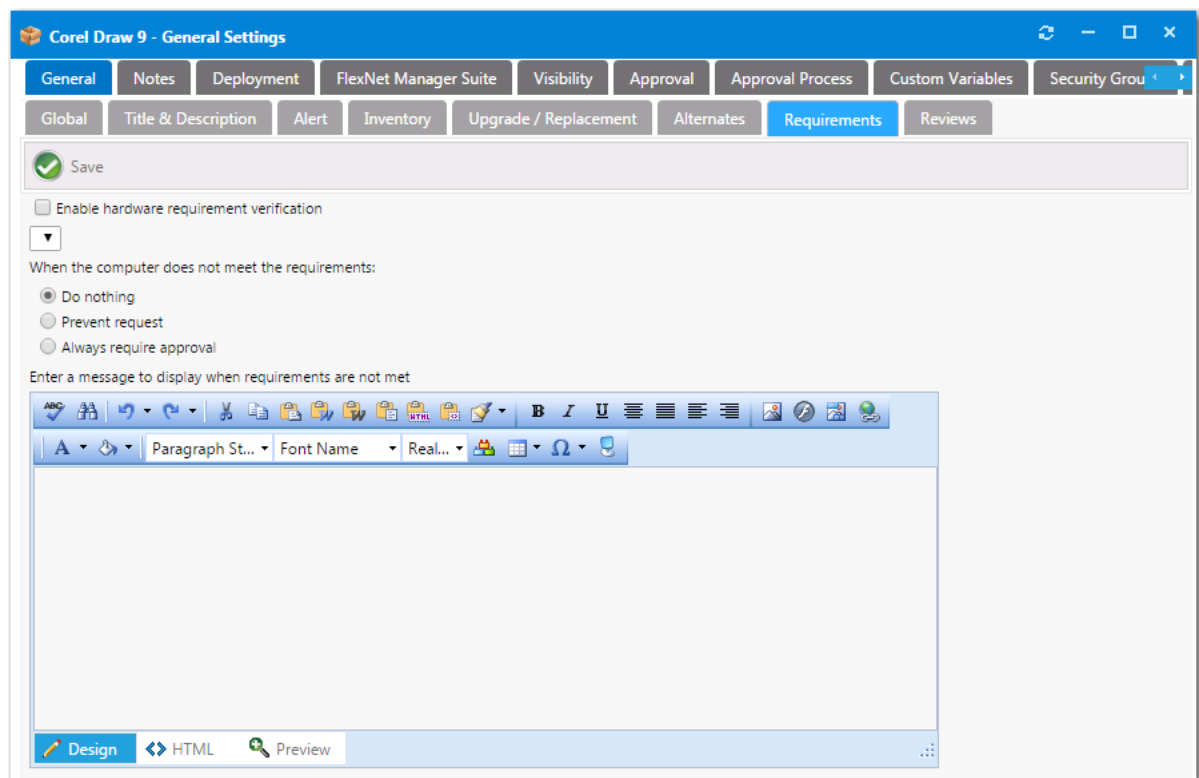 Corel Draw 9 - General Settings
General Notes Deployment FlexNet Manager Suite Visibility Approval Approval Process Custom Variables Security Grou
Global Title & Description Alert Inventory Upgrade / Replacement Alternates Requirements Reviews
Save
Enable hardware requirement verification
When the computer does not meet the requirements:
Do nothing
Prevent request
Always require approval
Enter a message to display when requirements are not met
ABC W W HTML B I U
A Paragraph St... Font Name Real... Ω
Design HTML Preview